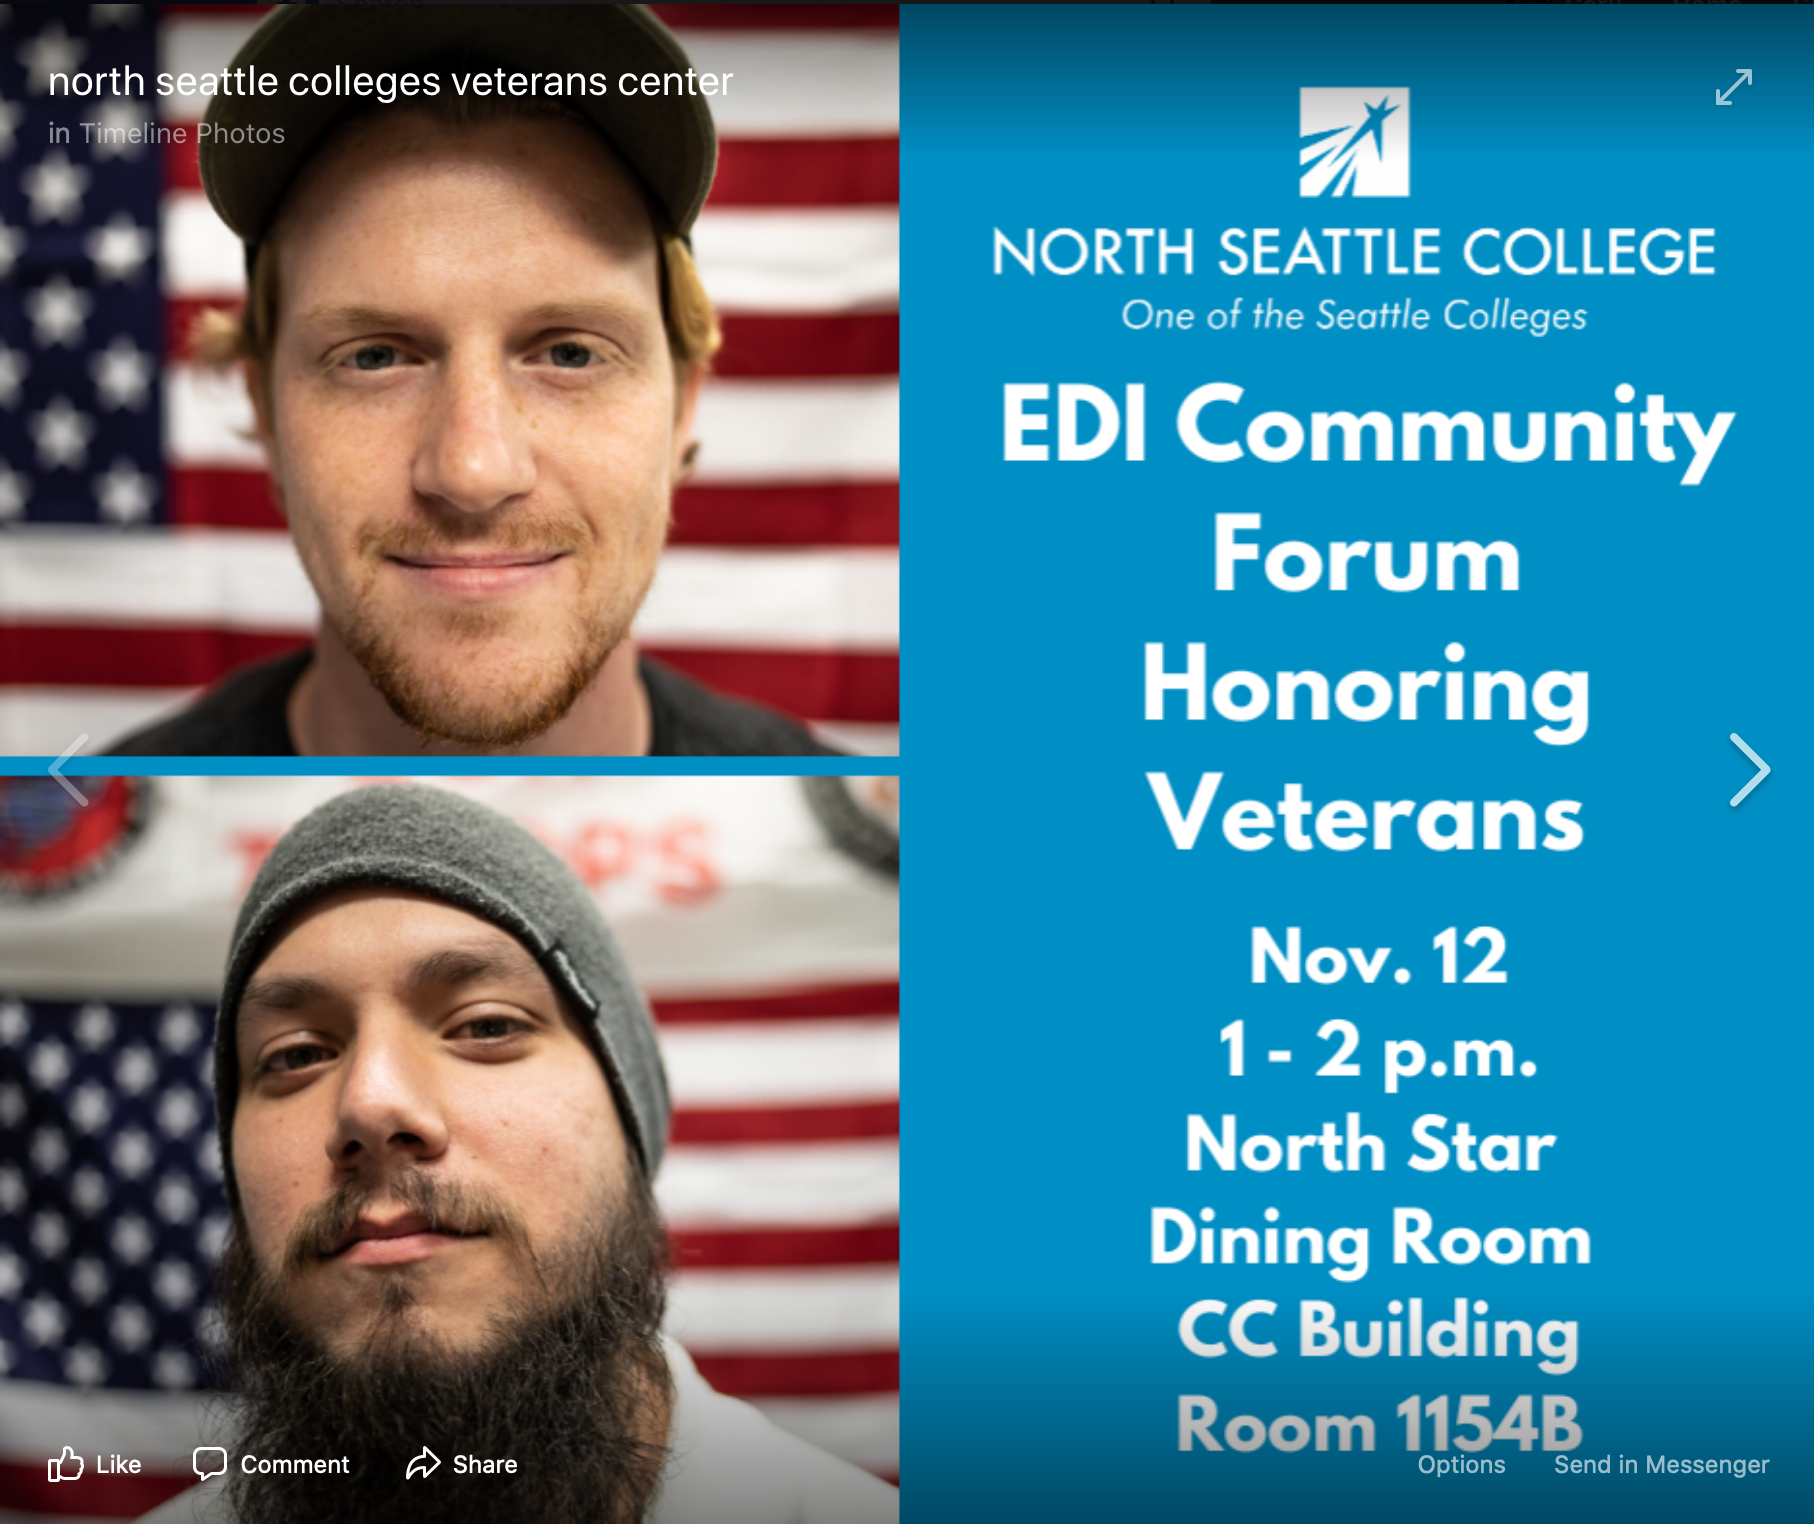 north seattle colleges veterans center
in Timeline Photos
NORTH SEATTLE COLLEGE
One of the Seattle Colleges
EDI Community
Forum
Honoring
Veterans
Nov. 12
1 - 2 p.m.
North Star
Dining Room
CC Building
Room 1154B
Like
Comment
Share
Options
Send in Messenger